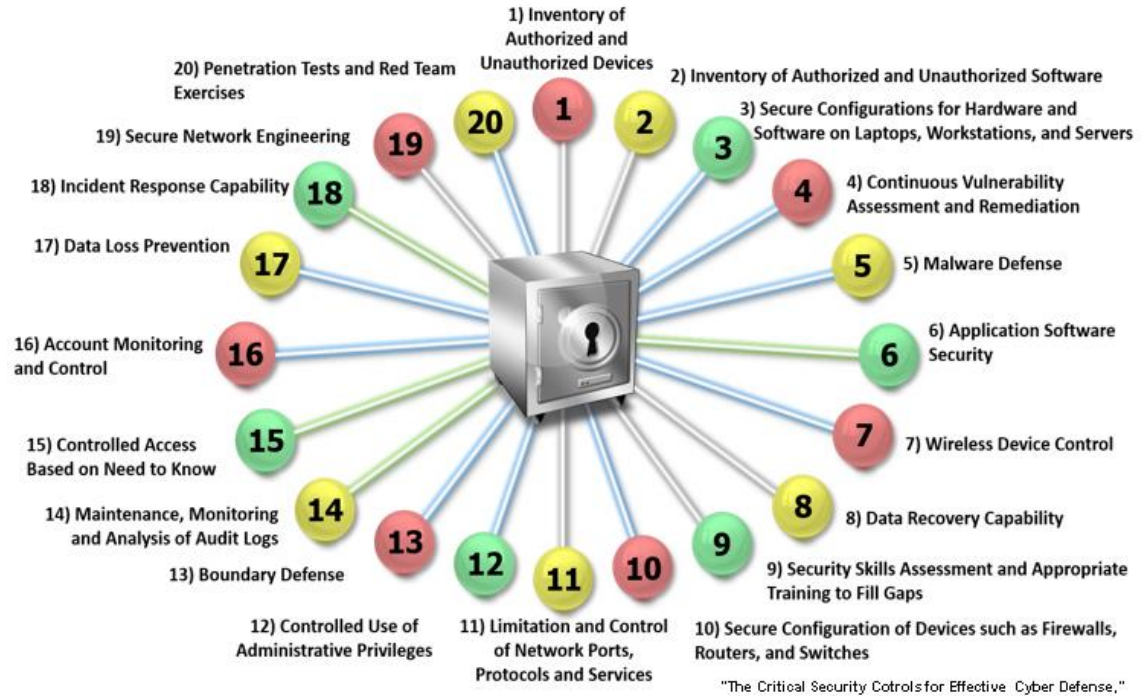 1) Inventory of
Authorized and
Unauthorized Devices
2) Inventory of Authorized and Unauthorized Software
3) Secure Configurations for Hardware and
Software on Laptops, Workstations, and Servers
4) Continuous Vulnerability
Assessment and Remediation
5) Malware Defense
6) Application Software
Security
7) Wireless Device Control
8) Data Recovery Capability
9) Security Skills Assessment and Appropriate
Training to Fill Gaps
10) Secure Configuration of Devices such as Firewalls,
Routers, and Switches
11) Limitation and Control
of Network Ports,
Protocols and Services
12) Controlled Use of
Administrative Privileges
13) Boundary Defense
14) Maintenance, Monitoring
and Analysis of Audit Logs
15) Controlled Access
Based on Need to Know
16) Account Monitoring
and Control
17) Data Loss Prevention
18) Incident Response Capability
19) Secure Network Engineering
20) Penetration Tests and Red Team
Exercises
1
2
3
4
5
6
7
8
9
10
11
12
13
14
15
16
17
18
19
20
"The Critical Security Cotrols for Effective Cyber Defense,"